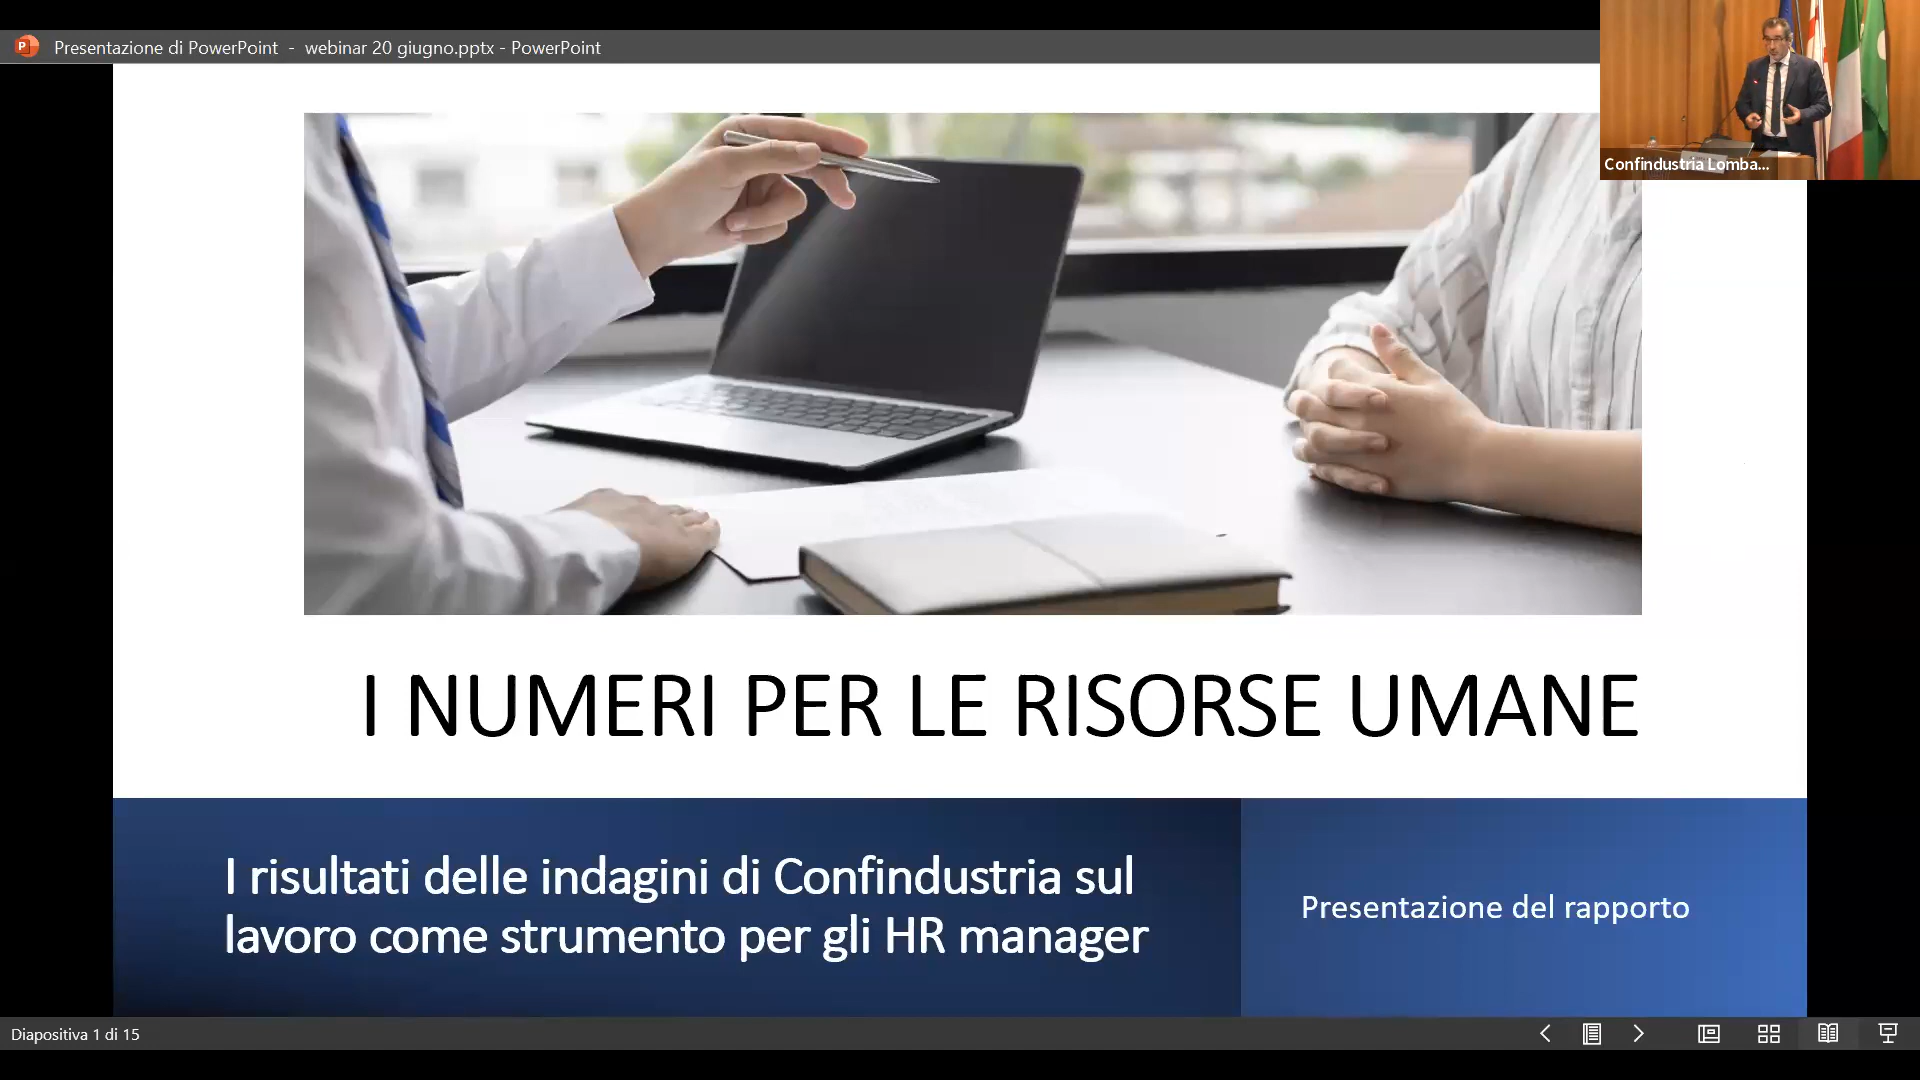 Presentazione di PowerPoint - webinar 20 giugno.pptx - PowerPoint
Confindustria Lomba...
I NUMERI PER LE RISORSE UMANE
I risultati delle indagini di Confindustria sul
lavoro come strumento per gli HR manager
Presentazione del rapporto
Diapositiva 1 di 15